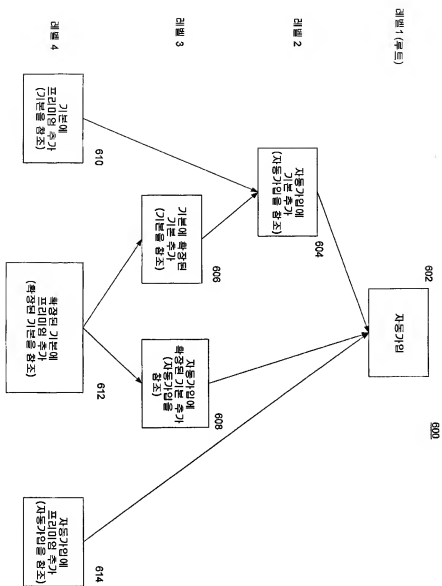 600
레벨 1 (루트)
602
자동가입
레벨 2
604
자동가입에
기본 추가
(자동가입을 참조)
레벨 3
606
기본에 확장된
기본 추가
(기본을 참조)
608
자동가입에
확장된 기본 추가
(자동가입을
참조)
레벨 4
610
기본에
프리미엄 추가
(기본을 참조)
612
확장된 기본에
프리미엄 추가
(확장된 기본을 참조)
614
자동가입에
프리미엄 추가
(자동가입을 참조)